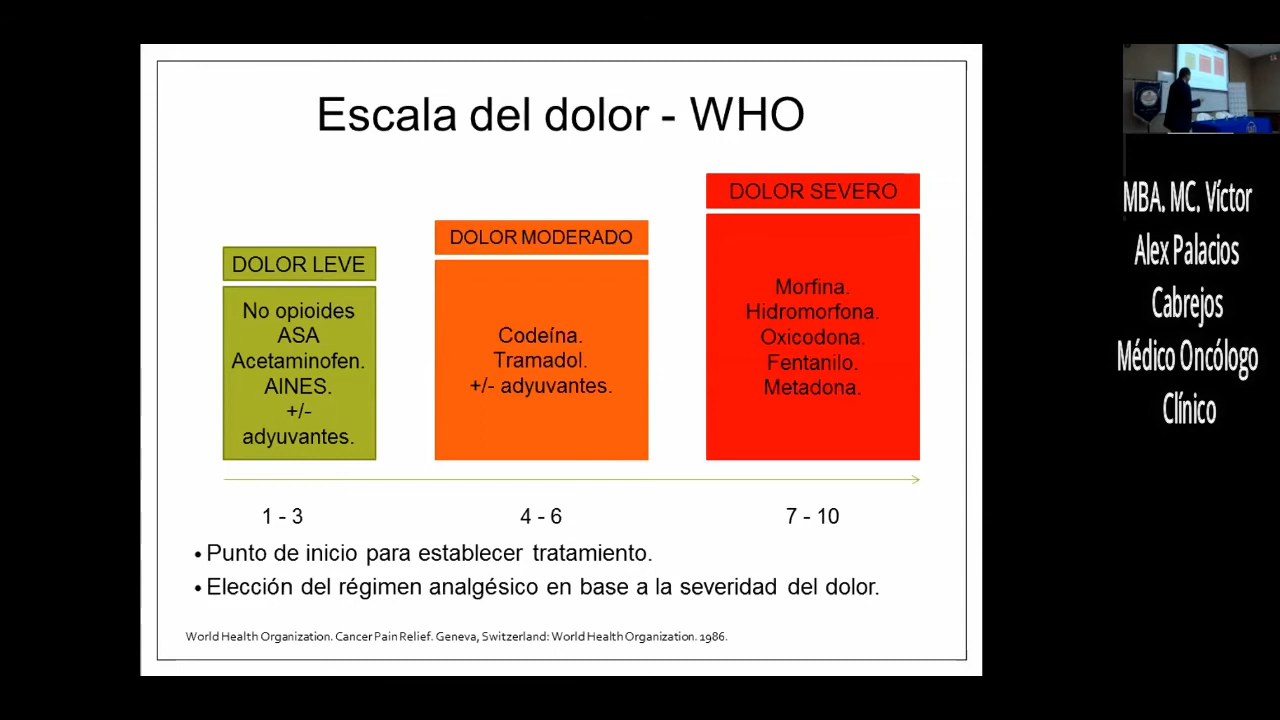 Escala del dolor - WHO
DOLOR LEVE
No opioides
ASA
Acetaminofen.
AINES.
+/-
adyuvantes.
DOLOR MODERADO
Codeína.
Tramadol.
+/- adyuvantes.
DOLOR SEVERO
Morfina.
Hidromorfona.
Oxicodona.
Fentanilo.
Metadona.
1 - 3
4 - 6
7 - 10
• Punto de inicio para establecer tratamiento.
• Elección del régimen analgésico en base a la severidad del dolor.
World Health Organization. Cancer Pain Relief. Geneva, Switzerland: World Health Organization. 1986.
MBA. MC. Víctor
Alex Palacios
Cabrejos
Médico Oncólogo
Clínico